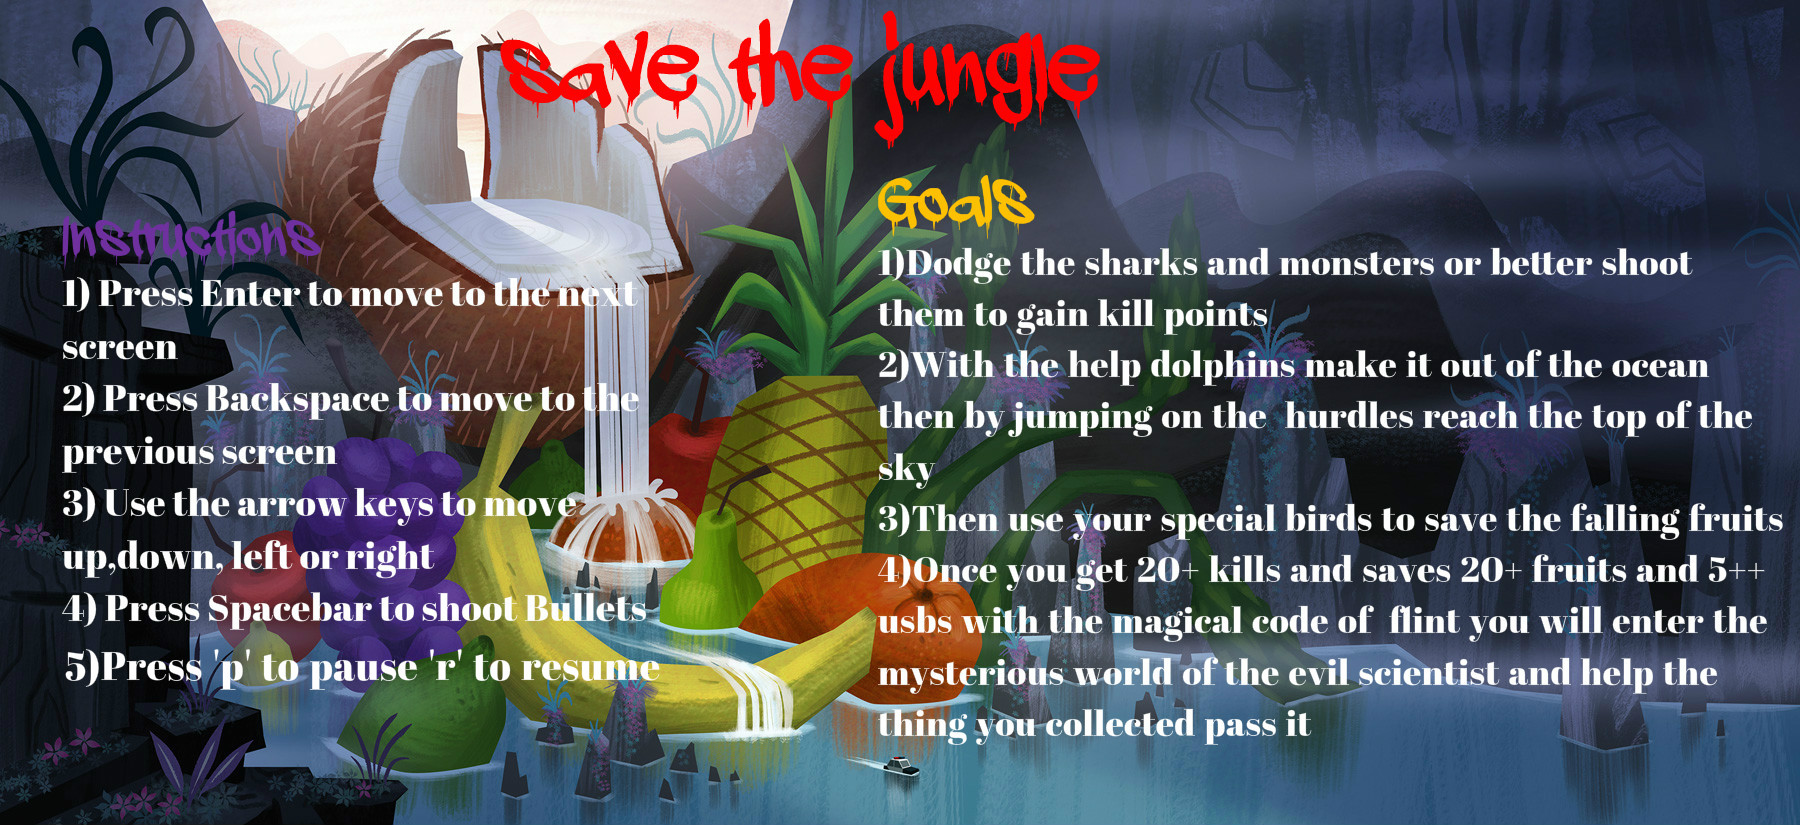 Save the jungle
Instructions
1) Press Enter to move to the next
screen
2) Press Backspace to move to the
previous screen
3) Use the arrow keys to move
up,down, left or right
4) Press Spacebar to shoot Bullets
5)Press 'p' to pause 'r' to resume
Goals
1)Dodge the sharks and monsters or better shoot
them to gain kill points
2)With the help dolphins make it out of the ocean
then by jumping on the hurdles reach the top of the
sky
3)Then use your special birds to save the falling fruits
4)Once you get 20+ kills and saves 20+ fruits and 5++
usbs with the magical code of flint you will enter the
mysterious world of the evil scientist and help the
thing you collected pass it